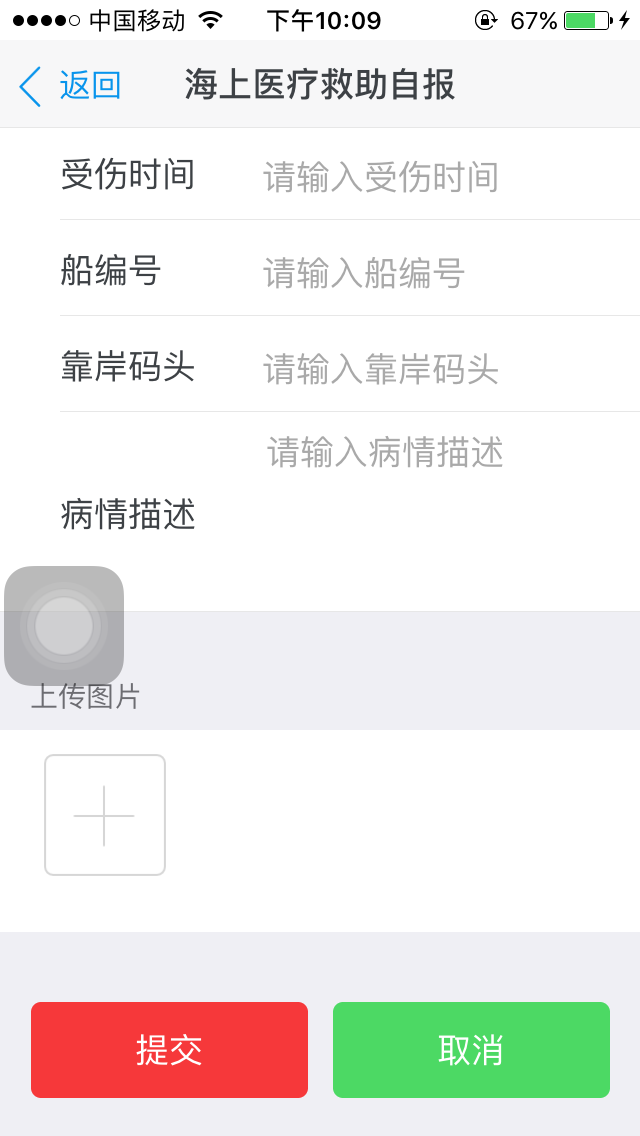 中国移动 下午10:09 67%
返回 海上医疗救助自报
受伤时间 请输入受伤时间
船编号 请输入船编号
靠岸码头 请输入靠岸码头
请输入病情描述
病情描述
上传图片
提交 取消